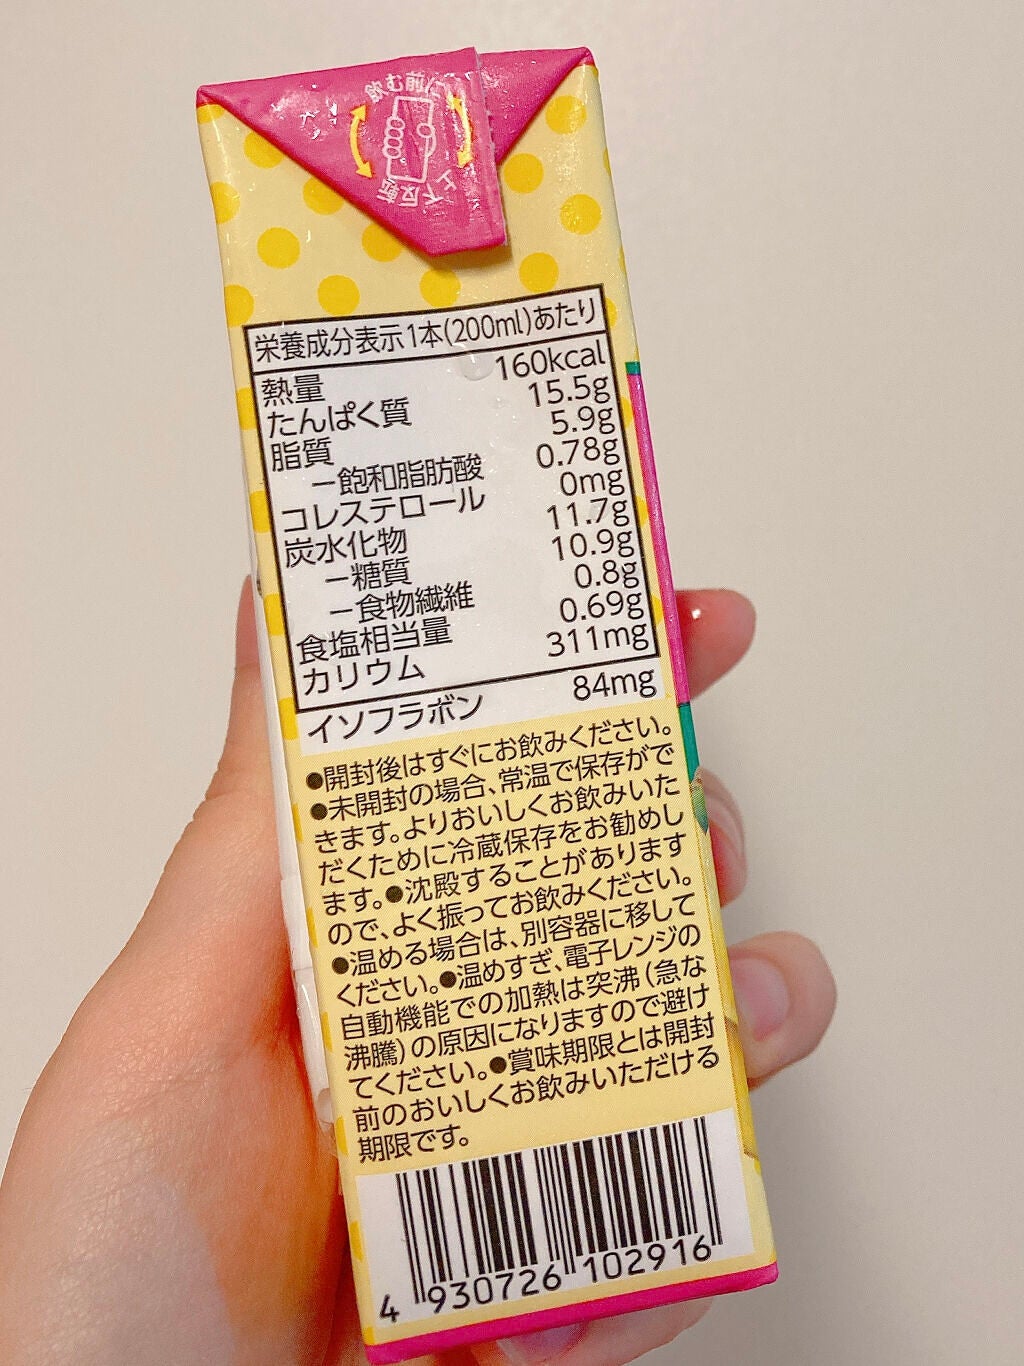 飲む前に
上下反転
栄養成分表示1本(200ml)あたり
熱量 160kcal
たんぱく質 15.5g
脂質 5.9g
－飽和脂肪酸 0.78g
コレステロール 0mg
炭水化物 11.7g
－糖質 10.9g
－食物繊維 0.8g
食塩相当量 0.69g
カリウム 311mg
イソフラボン 84mg
●開封後はすぐにお飲みください。
●未開封の場合、常温で保存がで
きます。よりおいしくお飲みいた
だくために冷蔵保存をお勧めし
ます。●沈殿することがあります
ので、よく振ってお飲みください。
●温める場合は、別容器に移して
ください。●温めすぎ、電子レンジの
自動機能での加熱は突沸(急な
沸騰)の原因になりますので避け
てください。●賞味期限とは開封
前のおいしくお飲みいただける
期限です。
4 930726 102916